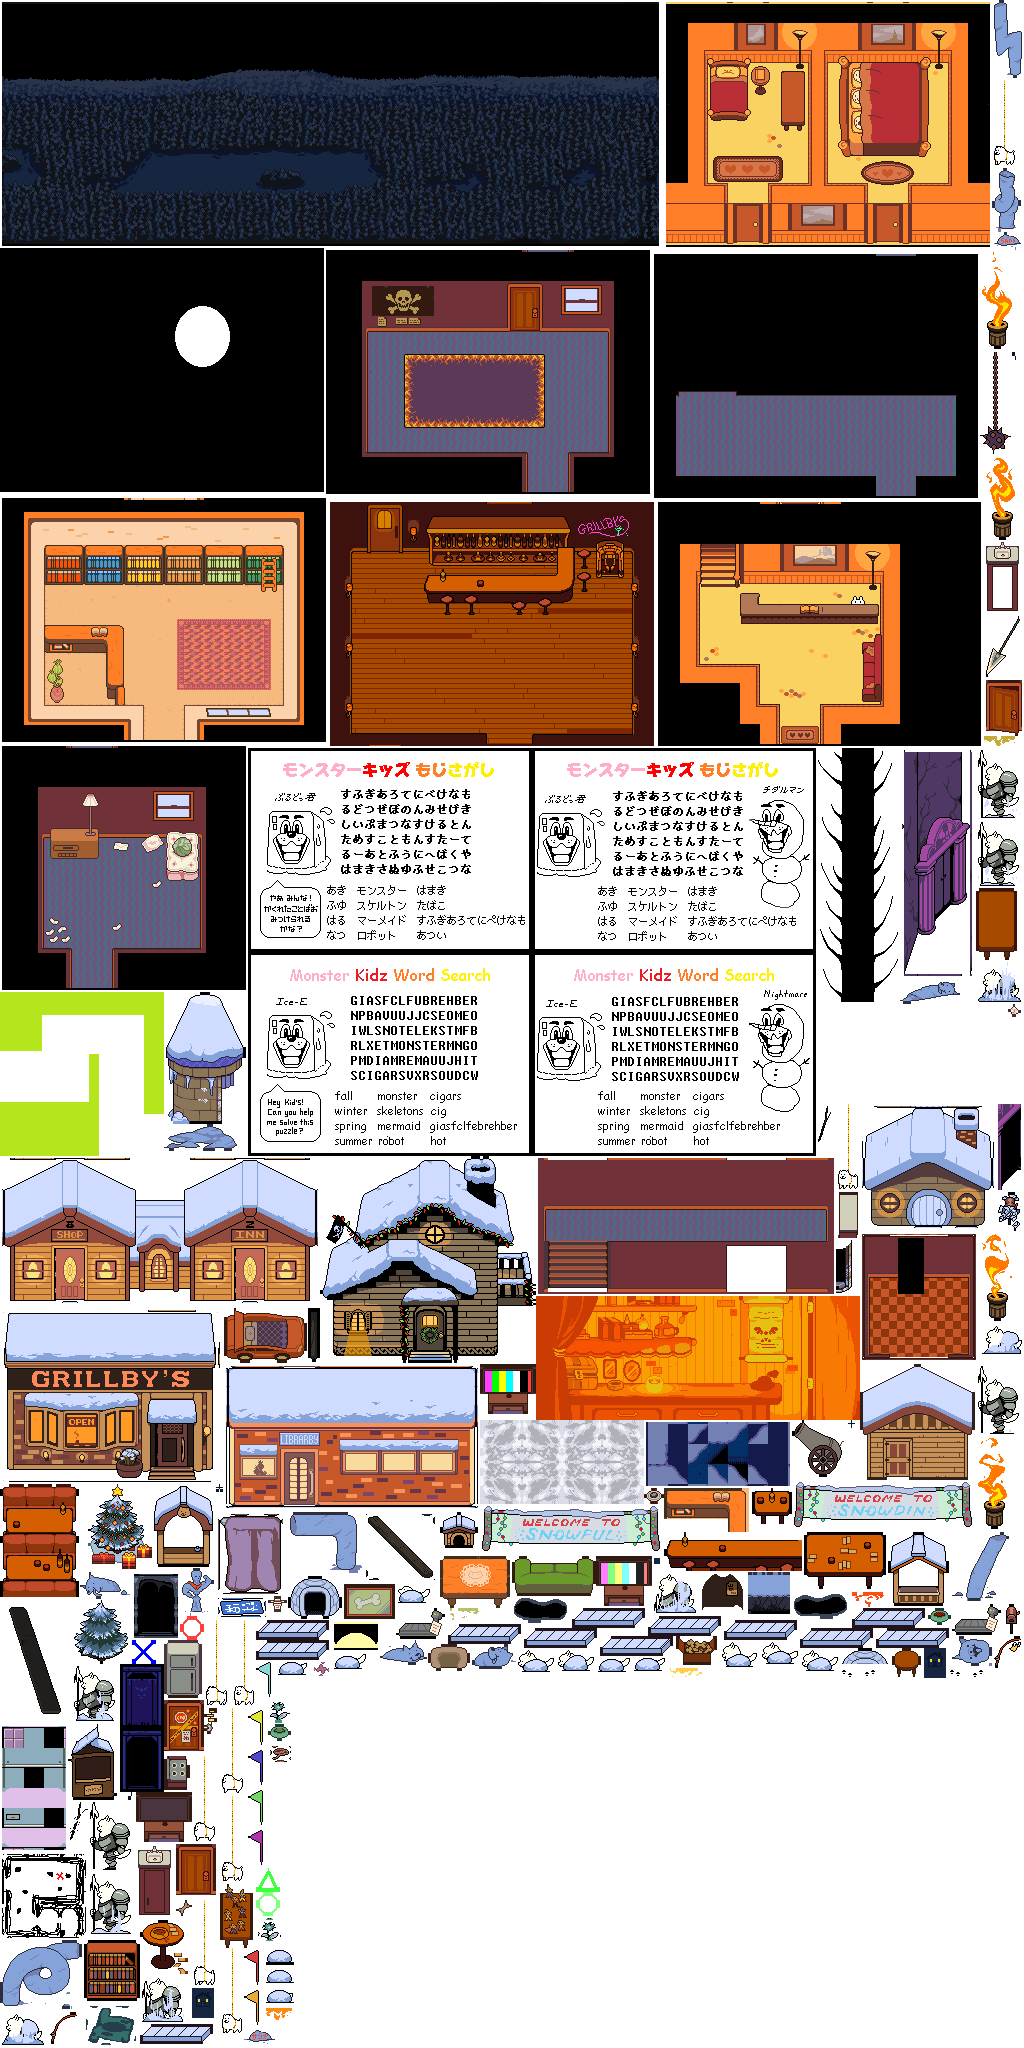 GRILLBY'S
モンスターキッズ もじさがし
ぶるどっ君
すふぎあろてにべけなも
るどつぜぼのんみせげき
しいぷまつなすけるとん
ためすこともんすたーて
るーあとふうにへばくや
はまきさぬゆふせこつな
やあ みんな!
かくれたことばお
みつけられる
かな?
あき モンスター はまき
ふゆ スケルトン たばこ
はる マーメイド すふぎあろてにべけなも
なつ ロボット あつい
モンスターキッズ もじさがし
ぶるどっ君
チダルマン
すふぎあろてにべけなも
るどつぜぼのんみせげき
しいぷまつなすけるとん
ためすこともんすたーて
るーあとふうにへばくや
はまきさぬゆふせこつな
あき モンスター はまき
ふゆ スケルトン たばこ
はる マーメイド すふぎあろてにべけなも
なつ ロボット あつい
Monster Kidz Word Search
Ice-E
GIASFCLFUBREHBER
NPBAVUUJJCSEOMEO
IWLSNOTELEKSTMFB
RLXETMONSTERMNGO
PMDIAMREMAUUJHIT
SCIGARSVXRSOUDCW
Hey Kid's!
Can you help
me solve this
puzzle?
fall monster cigars
winter skeletons cig
spring mermaid giasfclfebrehber
summer robot hot
Monster Kidz Word Search
Ice-E
Nightmare
GIASFCLFUBREHBER
NPBAVUUJJCSEOMEO
IWLSNOTELEKSTMFB
RLXETMONSTERMNGO
PMDIAMREMAUUJHIT
SCIGARSVXRSOUDCW
fall monster cigars
winter skeletons cig
spring mermaid giasfclfebrehber
summer robot hot
SHOP
INN
GRILLBY'S
OPEN
LIBRARBY
WELCOME TO
SNOWFUL!
WELCOME TO
SNOWDIN!